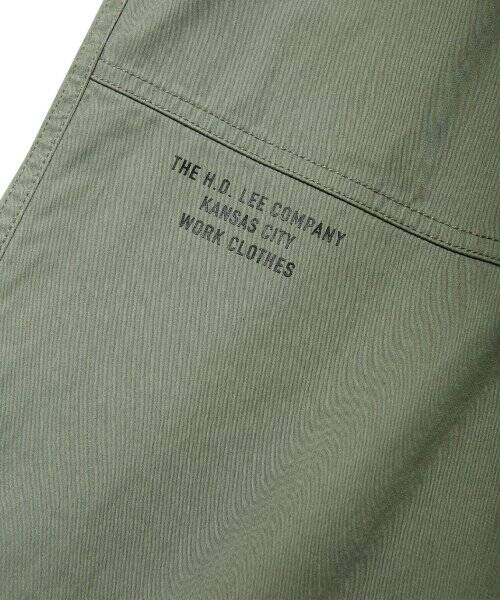 THE H.D. LEE COMPANY
KANSAS CITY
WORK CLOTHES